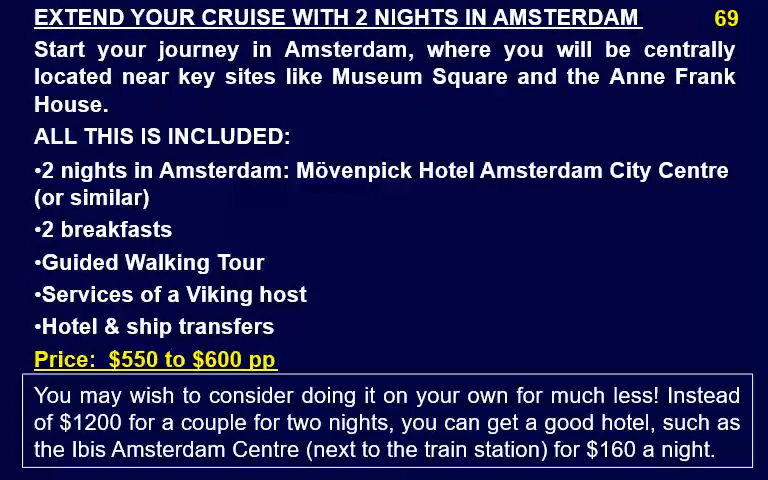 EXTEND YOUR CRUISE WITH 2 NIGHTS IN AMSTERDAM 69
Start your journey in Amsterdam, where you will be centrally
located near key sites like Museum Square and the Anne Frank
House.
ALL THIS IS INCLUDED:
•2 nights in Amsterdam: Mövenpick Hotel Amsterdam City Centre
(or similar)
•2 breakfasts
•Guided Walking Tour
•Services of a Viking host
•Hotel & ship transfers
Price: $550 to $600 pp
You may wish to consider doing it on your own for much less! Instead
of $1200 for a couple for two nights, you can get a good hotel, such as
the Ibis Amsterdam Centre (next to the train station) for $160 a night.